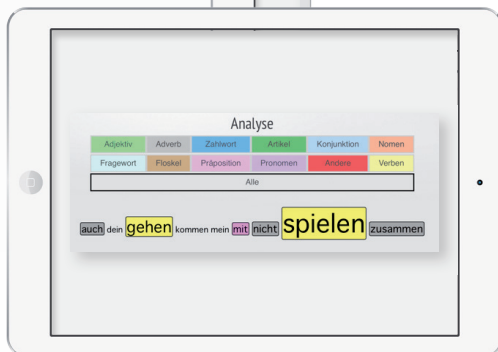 Analyse
Adjektiv Adverb Zahlwort Artikel Konjunktion Nomen
Fragewort Floskel Präposition Pronomen Andere Verben
Alle
auch dein gehen kommen mein mit nicht spielen zusammen